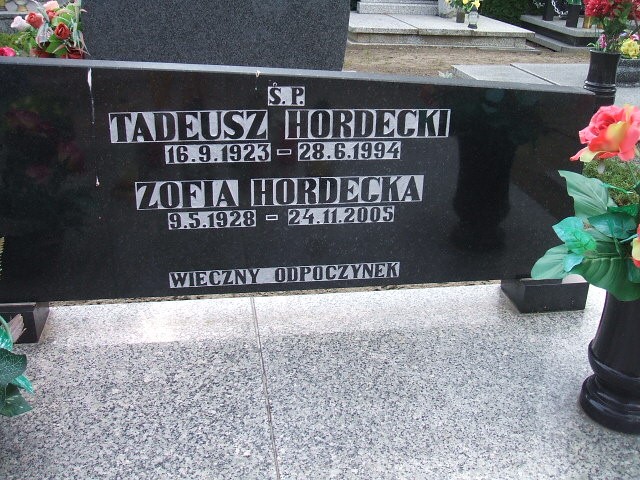 Ś.P.
TADEUSZ HORDECKI
16.9.1923 – 28.6.1994
ZOFIA HORDECKA
9.5.1928 – 24.11.2005
WIECZNY ODPOCZYNEK